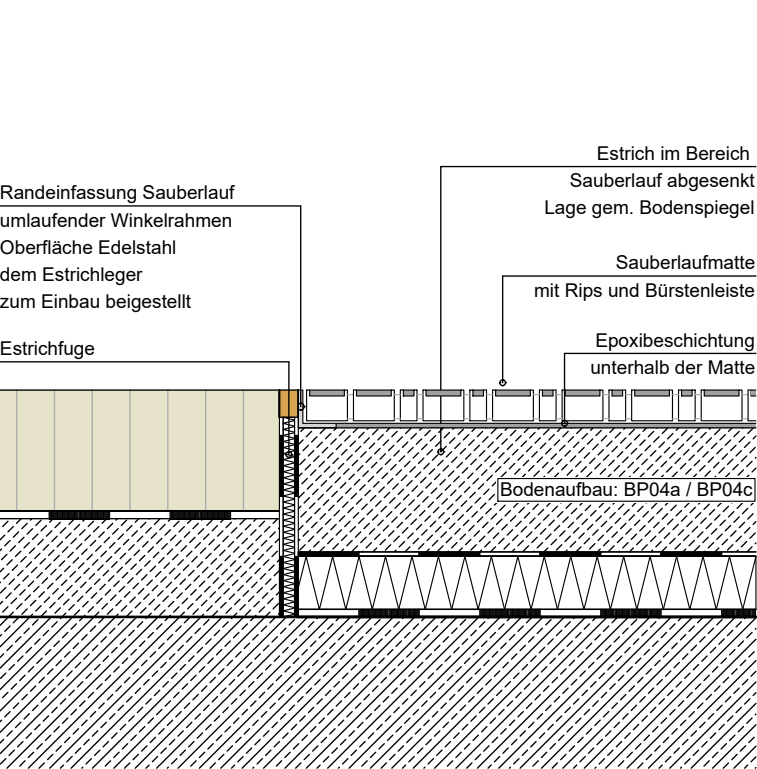 Randeinfassung Sauberlauf
umlaufender Winkelrahmen
Oberfläche Edelstahl
dem Estrichleger
zum Einbau beigestellt
Estrichfuge
Estrich im Bereich
Sauberlauf abgesenkt
Lage gem. Bodenspiegel
Sauberlaufmatte
mit Rips und Bürstenleiste
Epoxibeschichtung
unterhalb der Matte
Bodenaufbau: BP04a / BP04c